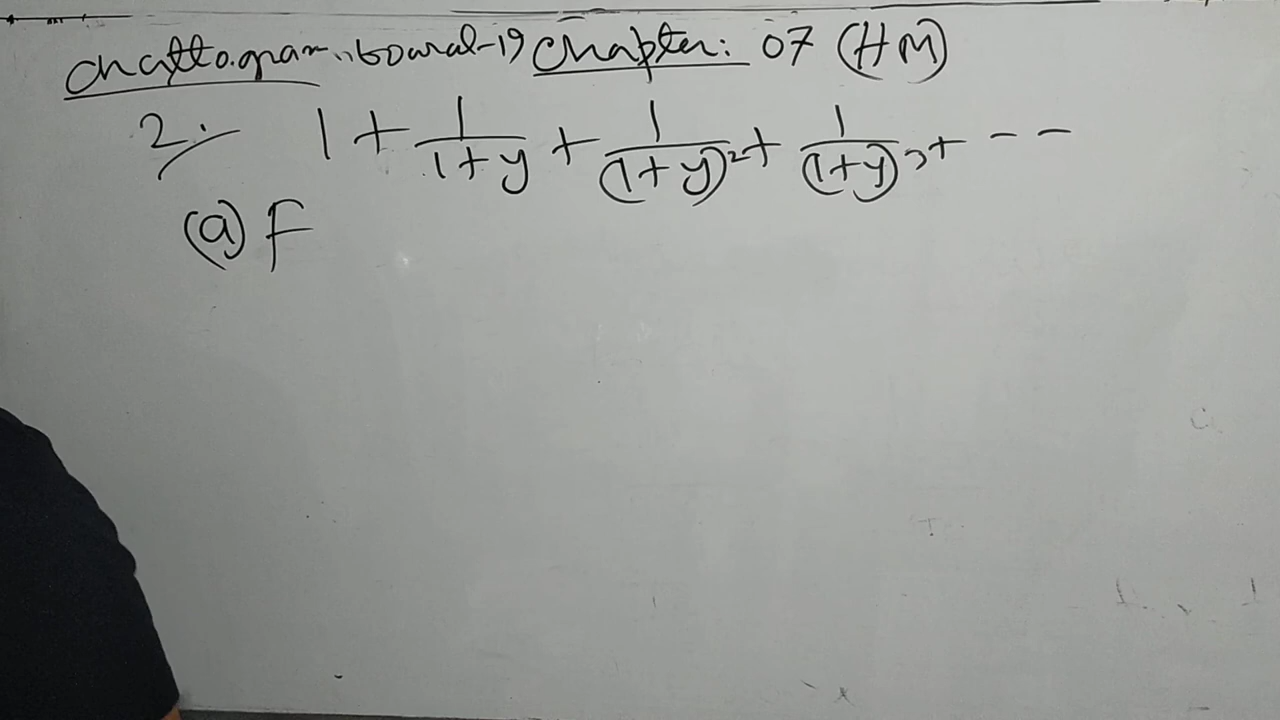 Chattogram board-19 Chapter: 07 (HM)
2. 1 + 1/(1+y) + 1/(1+y)² + 1/(1+y)³ + - -
(a) F